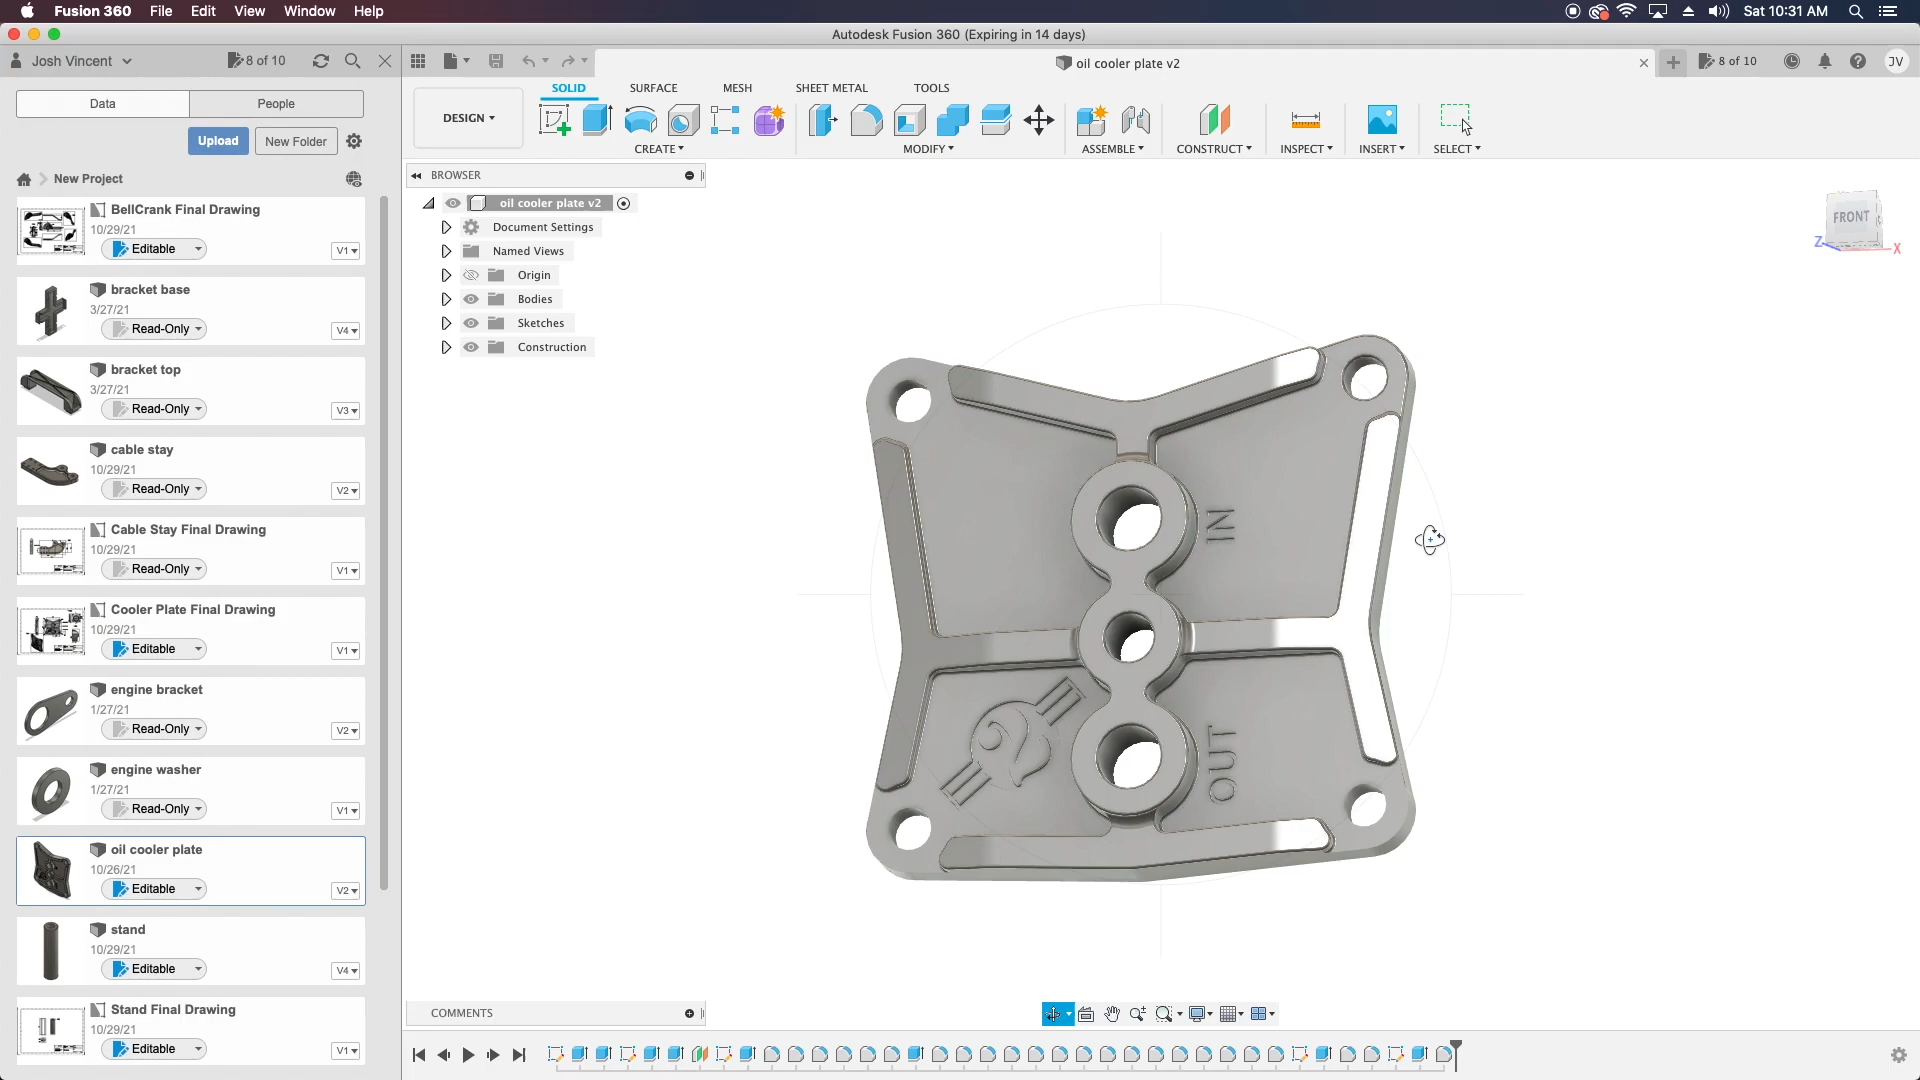 Fusion 360 File Edit View Window Help Sat 10:31 AM
Autodesk Fusion 360 (Expiring in 14 days)
Josh Vincent 8 of 10 oil cooler plate v2 8 of 10 JV
Data People
Upload New Folder
New Project
BellCrank Final Drawing
10/29/21
Editable V1
bracket base
3/27/21
Read-Only V4
bracket top
3/27/21
Read-Only V3
cable stay
10/29/21
Read-Only V2
Cable Stay Final Drawing
10/29/21
Read-Only V1
Cooler Plate Final Drawing
10/29/21
Editable V1
engine bracket
1/27/21
Read-Only V2
engine washer
1/27/21
Read-Only V1
oil cooler plate
10/26/21
Editable V2
stand
10/29/21
Editable V4
Stand Final Drawing
10/29/21
Editable V1
SOLID SURFACE MESH SHEET METAL TOOLS
DESIGN
CREATE MODIFY ASSEMBLE CONSTRUCT INSPECT INSERT SELECT
BROWSER
oil cooler plate v2
Document Settings
Named Views
Origin
Bodies
Sketches
Construction
FRONT
Z X
IN
OUT
COMMENTS